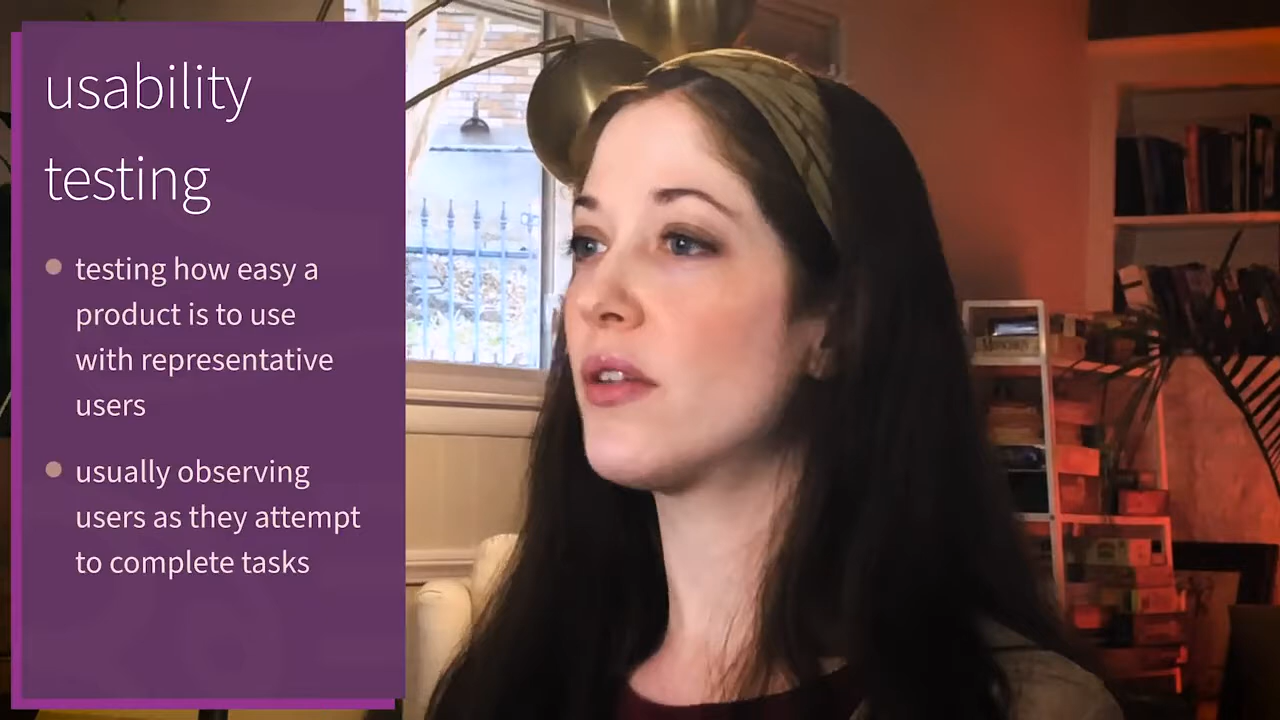 usability
testing
testing how easy a
product is to use
with representative
users
usually observing
users as they attempt
to complete tasks